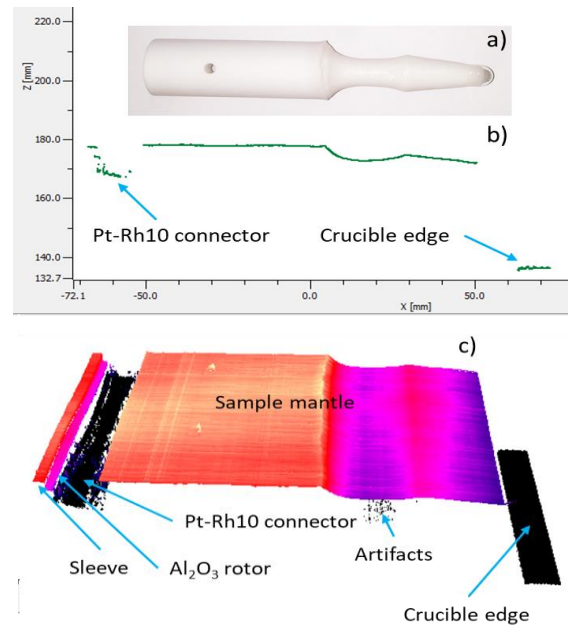 220.0
a)
Z [mm]
200.0
180.0
b)
160.0
Pt-Rh10 connector
Crucible edge
140.0
132.7
-72.1
-50.0
0.0
50.0
X [mm]
c)
Sample mantle
Pt-Rh10 connector
Artifacts
Sleeve
Al₂O₃ rotor
Crucible edge